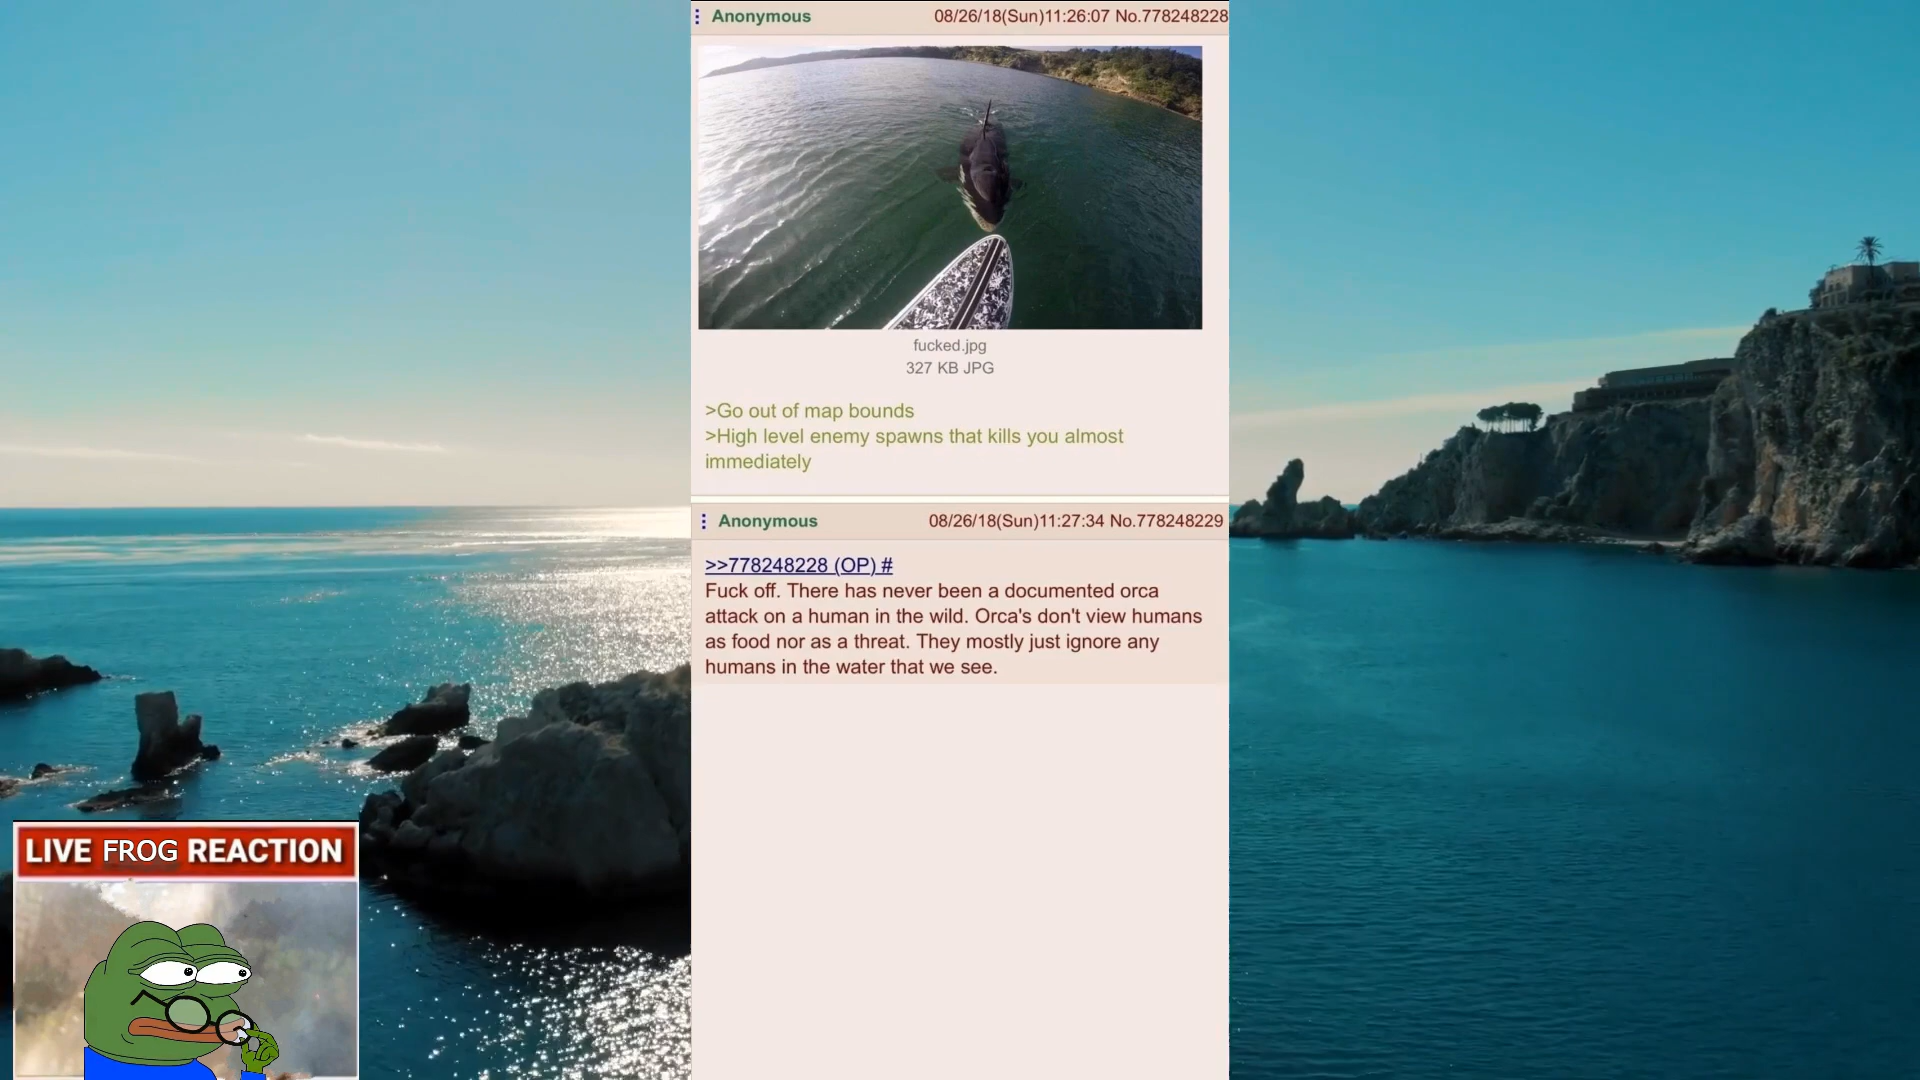 Anonymous 08/26/18(Sun)11:26:07 No.778248228
fucked.jpg
327 KB JPG
>Go out of map bounds
>High level enemy spawns that kills you almost
immediately
Anonymous 08/26/18(Sun)11:27:34 No.778248229
>>778248228 (OP) #
Fuck off. There has never been a documented orca
attack on a human in the wild. Orca's don't view humans
as food nor as a threat. They mostly just ignore any
humans in the water that we see.
LIVE FROG REACTION